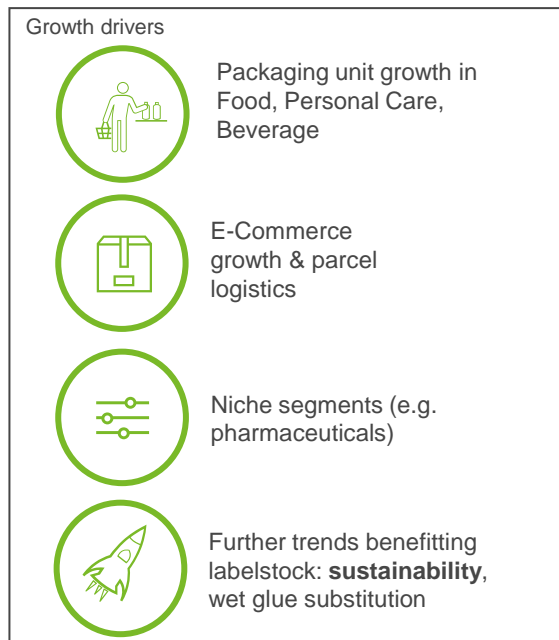 Growth drivers
Packaging unit growth in
Food, Personal Care,
Beverage
E-Commerce
growth & parcel
logistics
Niche segments (e.g.
pharmaceuticals)
Further trends benefitting
labelstock: sustainability,
wet glue substitution